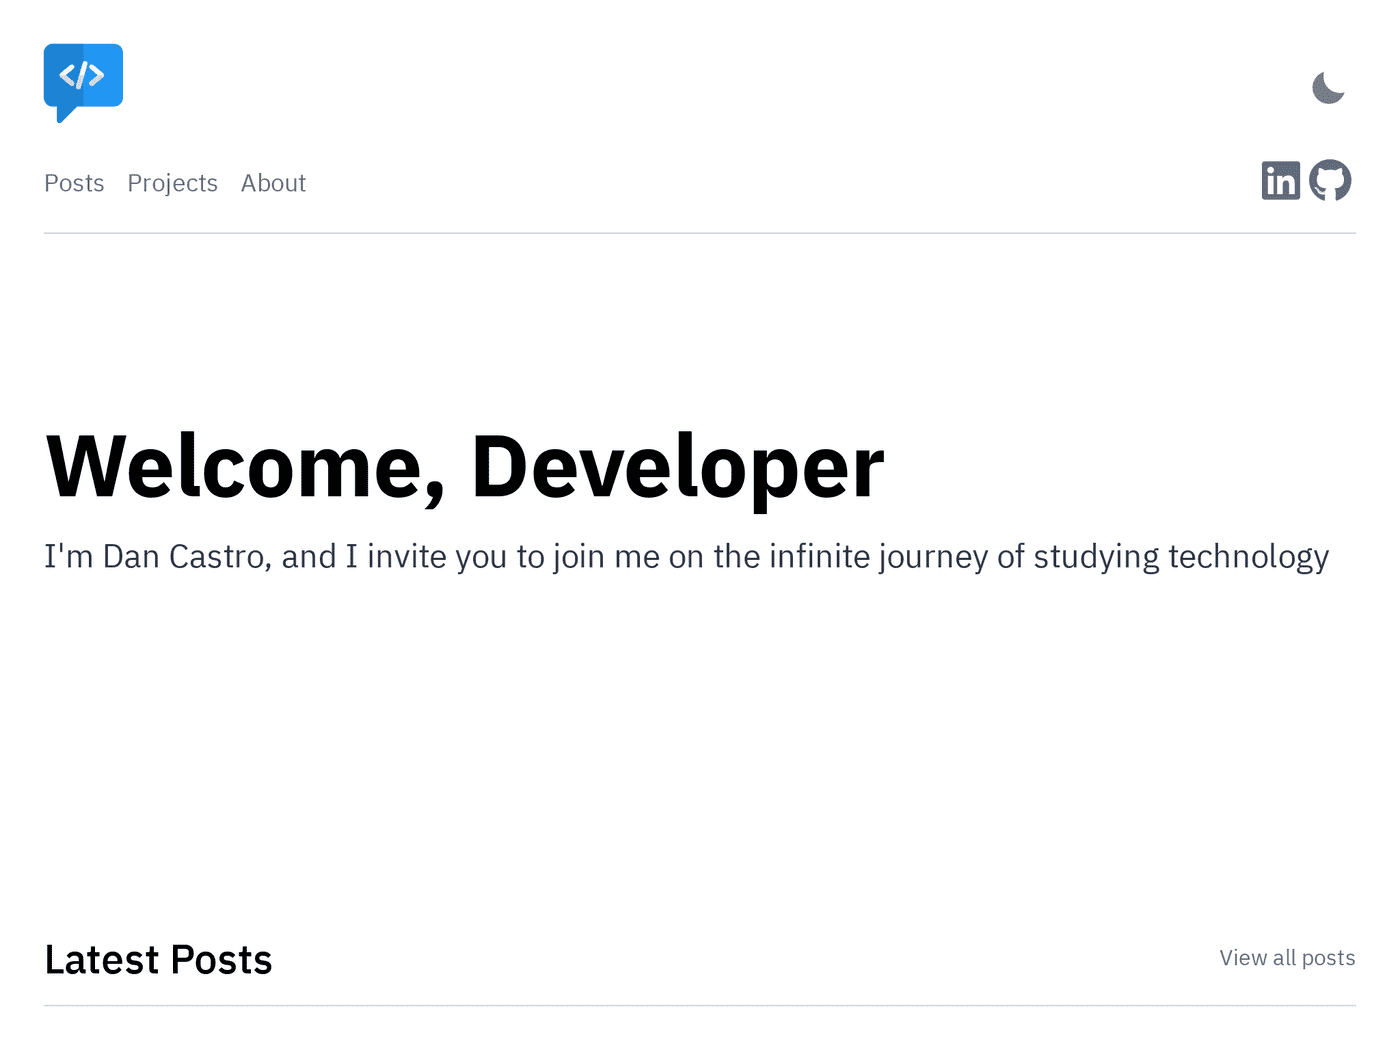 </>
Posts Projects About
in
Welcome, Developer
I'm Dan Castro, and I invite you to join me on the infinite journey of studying technology
Latest Posts
View all posts